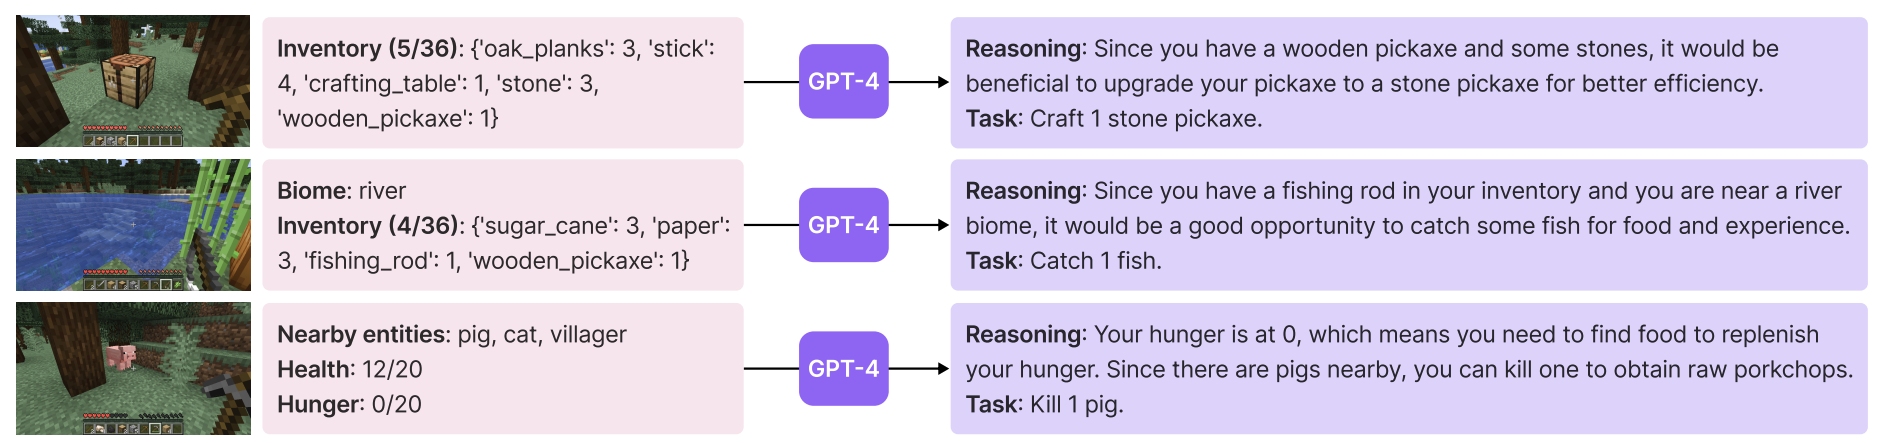 Inventory (5/36): {'oak_planks': 3, 'stick':
4, 'crafting_table': 1, 'stone': 3,
'wooden_pickaxe': 1}
GPT-4
Reasoning: Since you have a wooden pickaxe and some stones, it would be
beneficial to upgrade your pickaxe to a stone pickaxe for better efficiency.
Task: Craft 1 stone pickaxe.
Biome: river
Inventory (4/36): {'sugar_cane': 3, 'paper':
3, 'fishing_rod': 1, 'wooden_pickaxe': 1}
GPT-4
Reasoning: Since you have a fishing rod in your inventory and you are near a river
biome, it would be a good opportunity to catch some fish for food and experience.
Task: Catch 1 fish.
Nearby entities: pig, cat, villager
Health: 12/20
Hunger: 0/20
GPT-4
Reasoning: Your hunger is at 0, which means you need to find food to replenish
your hunger. Since there are pigs nearby, you can kill one to obtain raw porkchops.
Task: Kill 1 pig.